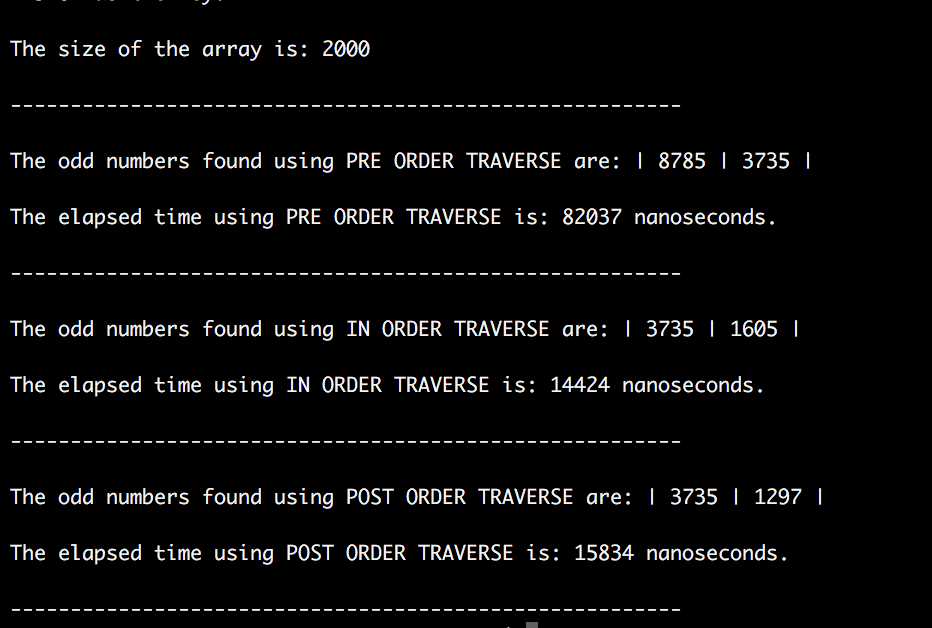 The size of the array is: 2000
--------------------------------------------------------
The odd numbers found using PRE ORDER TRAVERSE are: | 8785 | 3735 |
The elapsed time using PRE ORDER TRAVERSE is: 82037 nanoseconds.
--------------------------------------------------------
The odd numbers found using IN ORDER TRAVERSE are: | 3735 | 1605 |
The elapsed time using IN ORDER TRAVERSE is: 14424 nanoseconds.
--------------------------------------------------------
The odd numbers found using POST ORDER TRAVERSE are: | 3735 | 1297 |
The elapsed time using POST ORDER TRAVERSE is: 15834 nanoseconds.
--------------------------------------------------------